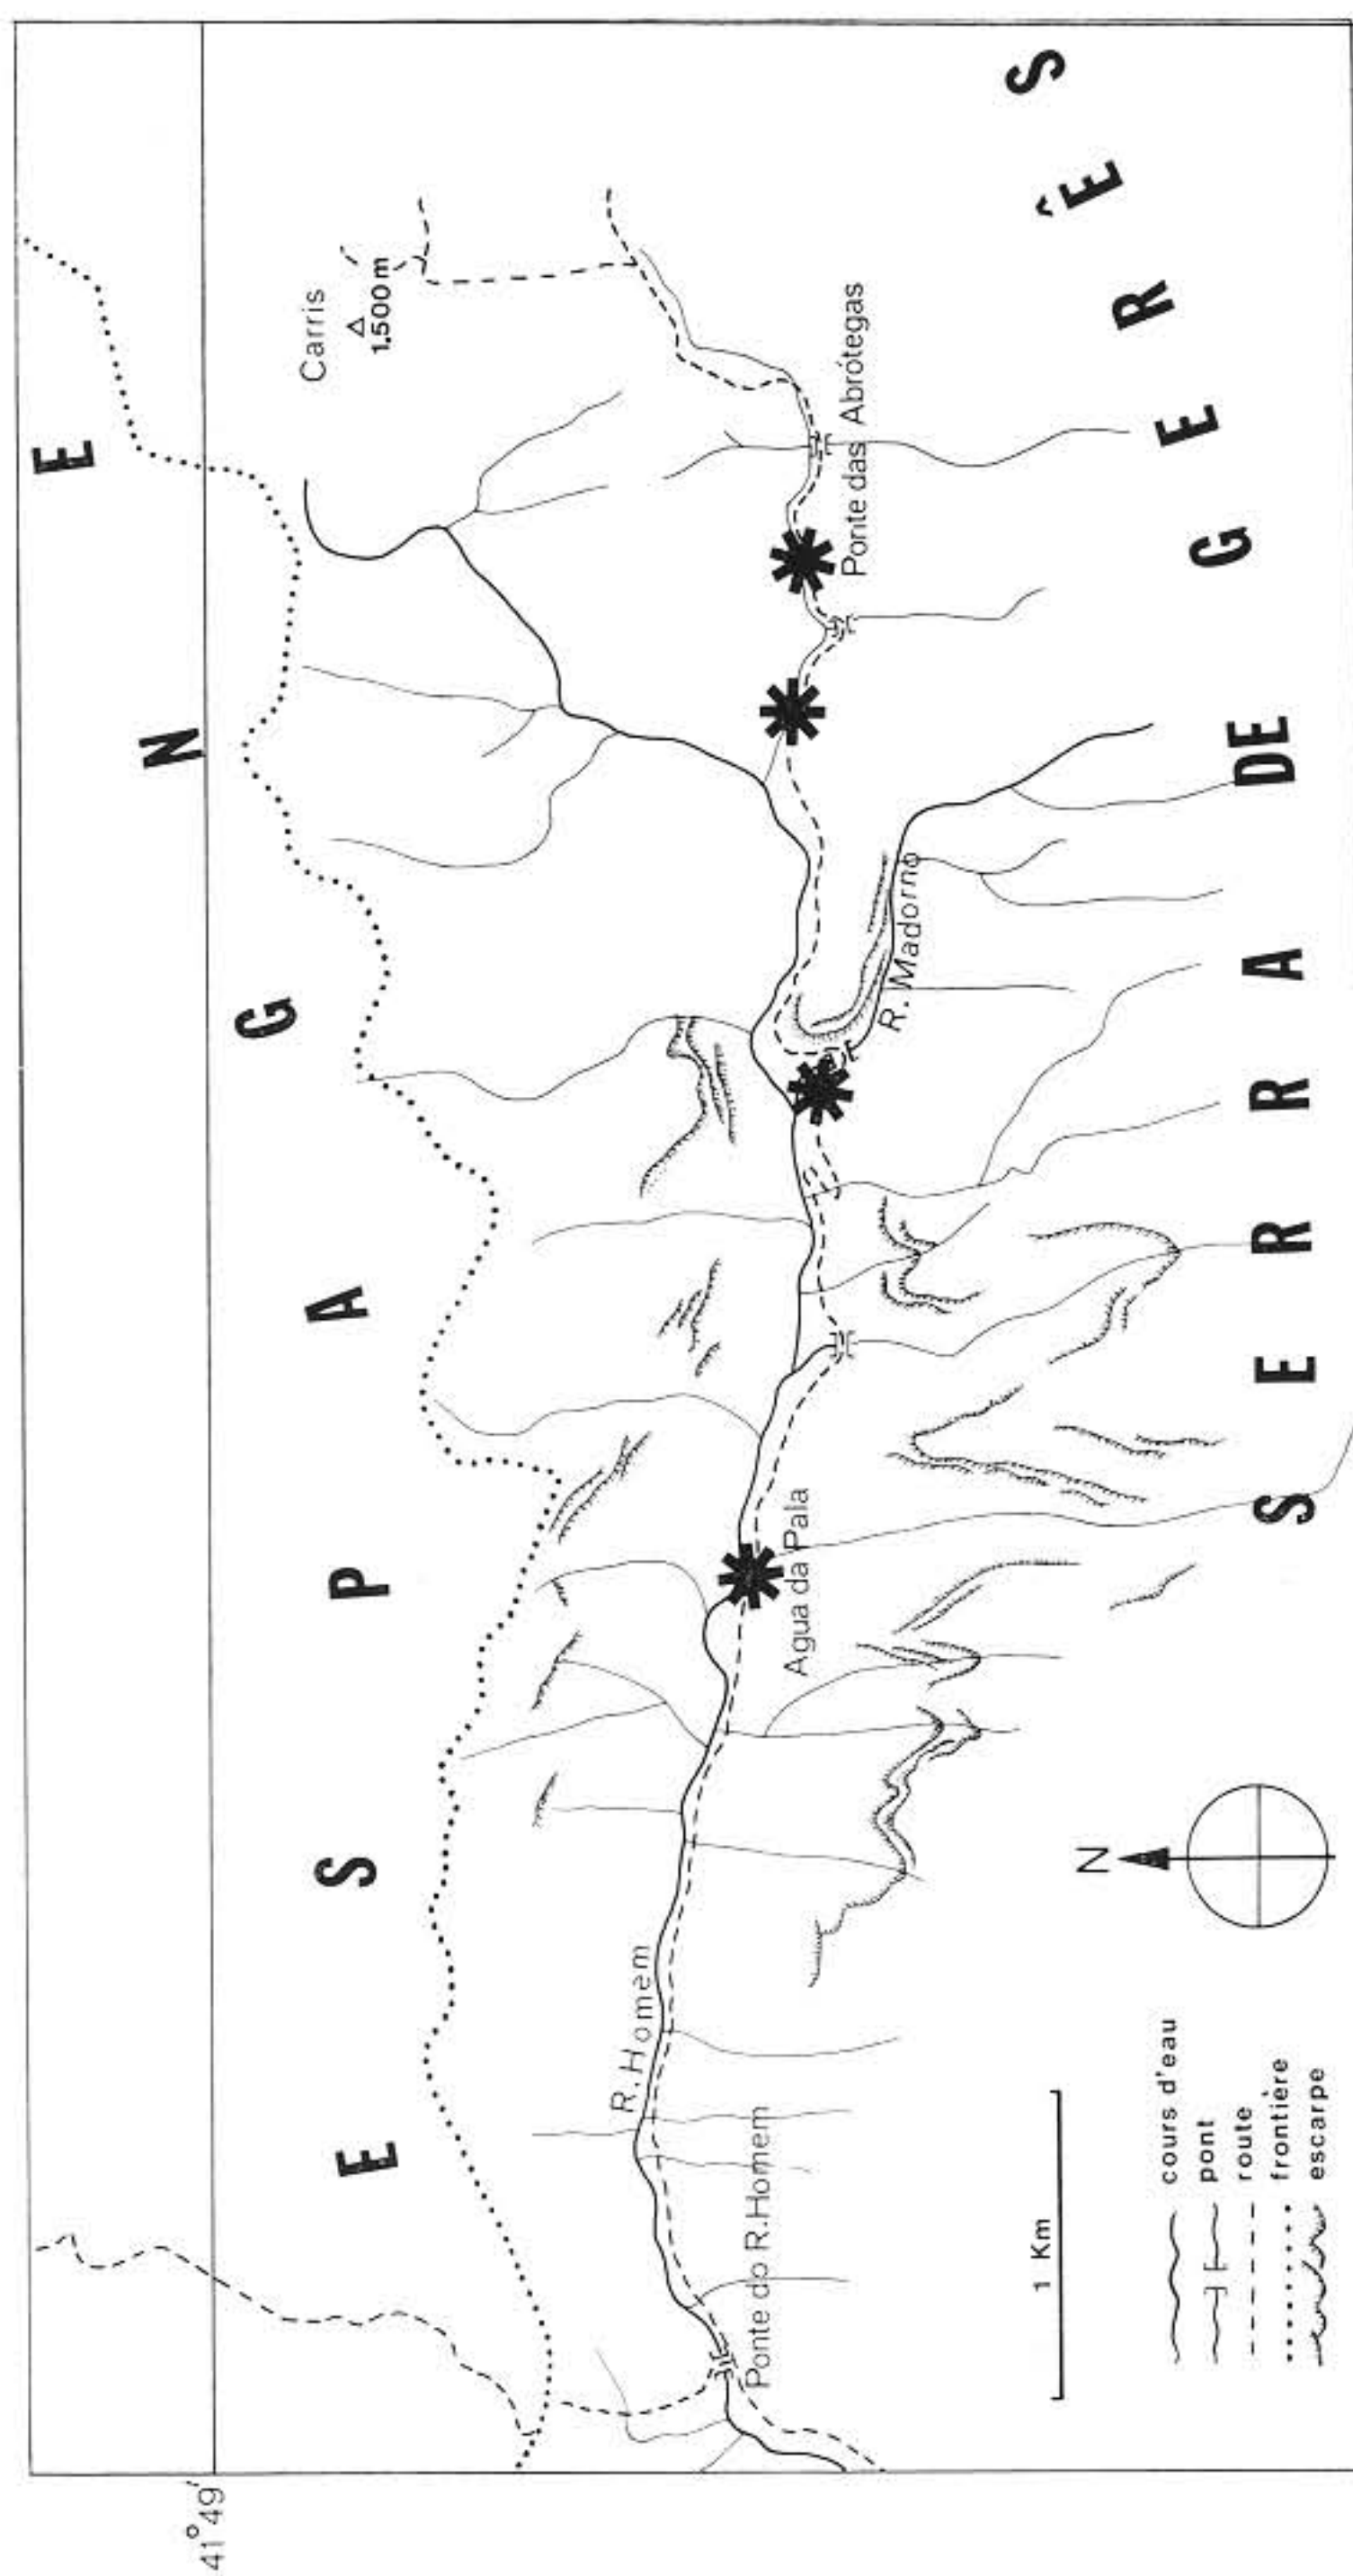 41°49'
ESPAGNE
Carris
1.500m
R. Homem
Ponte do R. Homem
Agua da Pala
R. Madorno
Ponte das Abrótegas
SERRA DE GERÊS
1 Km
N
cours d'eau
pont
route
frontière
escarpe